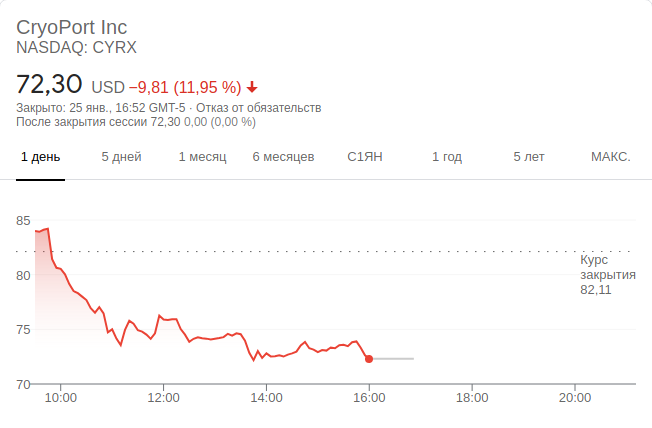 CryoPort Inc
NASDAQ: CYRX
72,30 USD −9,81 (11,95 %)
Закрыто: 25 янв., 16:52 GMT-5 · Отказ от обязательств
После закрытия сессии 72,30 0,00 (0,00 %)
1 день 5 дней 1 месяц 6 месяцев С1ЯН 1 год 5 лет МАКС.
85
Курс
закрытия
82,11
80
75
70
10:00 12:00 14:00 16:00 18:00 20:00